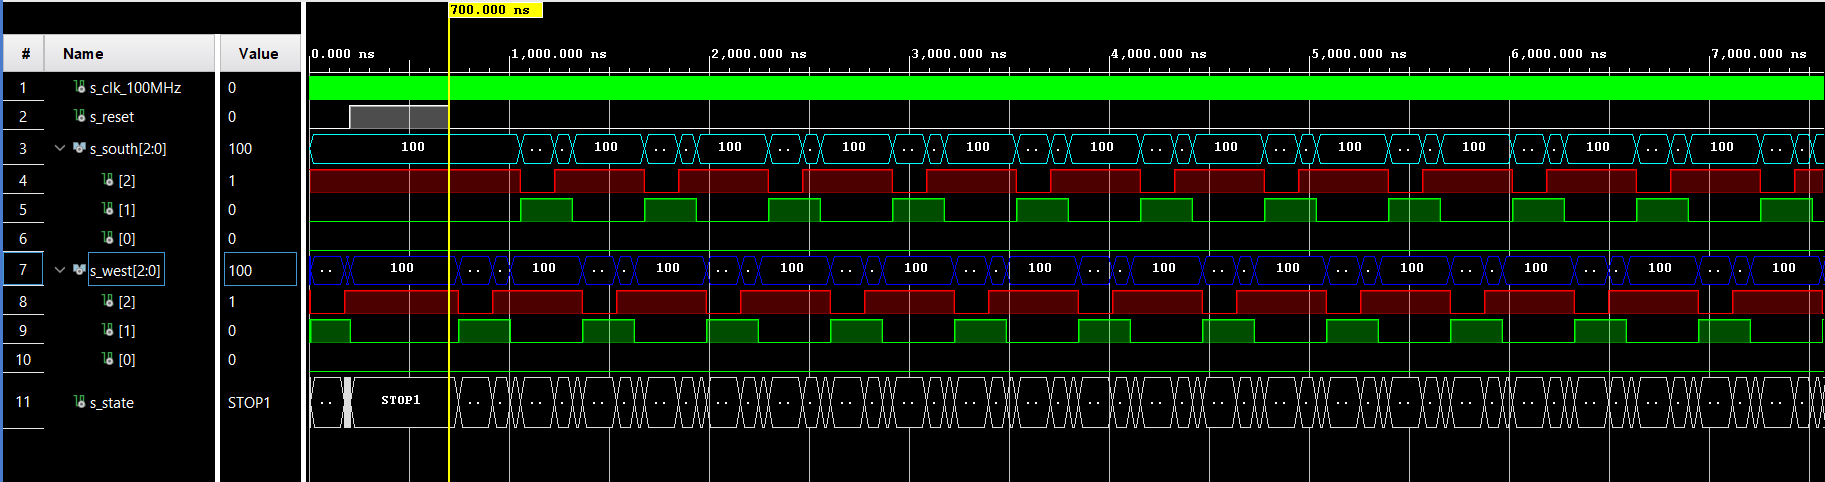 700.000 ns
# Name Value
0.000 ns 1,000.000 ns 2,000.000 ns 3,000.000 ns 4,000.000 ns 5,000.000 ns 6,000.000 ns 7,000.000 ns
1 s_clk_100MHz 0
2 s_reset 0
3 s_south[2:0] 100 100 .. . 100 .. . 100 .. . 100 .. . 100 .. . 100 .. . 100 .. . 100 .. . 100 .. . 100 .. . 100 .. .
4 [2] 1
5 [1] 0
6 [0] 0
7 s_west[2:0] 100 .. 100 .. . 100 .. . 100 .. . 100 .. . 100 .. . 100 .. . 100 .. . 100 .. . 100 .. . 100 .. . 100 .. . 100
8 [2] 1
9 [1] 0
10 [0] 0
11 s_state STOP1 .. STOP1 .. . .. . .. . .. . .. . .. . .. . .. . .. . .. . .. .